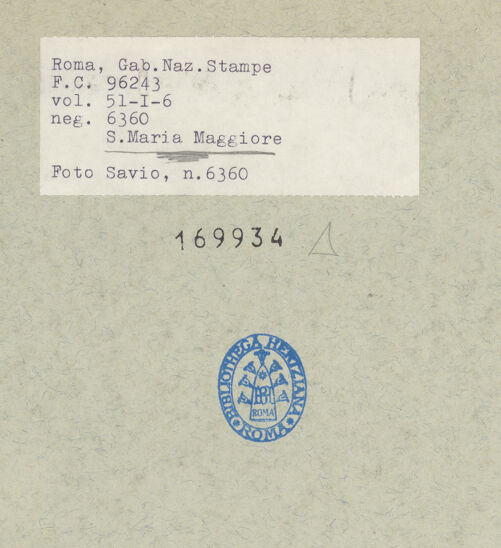 Roma, Gab.Naz.Stampe
F.C. 96243
vol. 51-I-6
neg. 6360
S.Maria Maggiore
Foto Savio, n.6360
169934
BIBLIOTHECA HERTZIANA
ROMA
ROMA